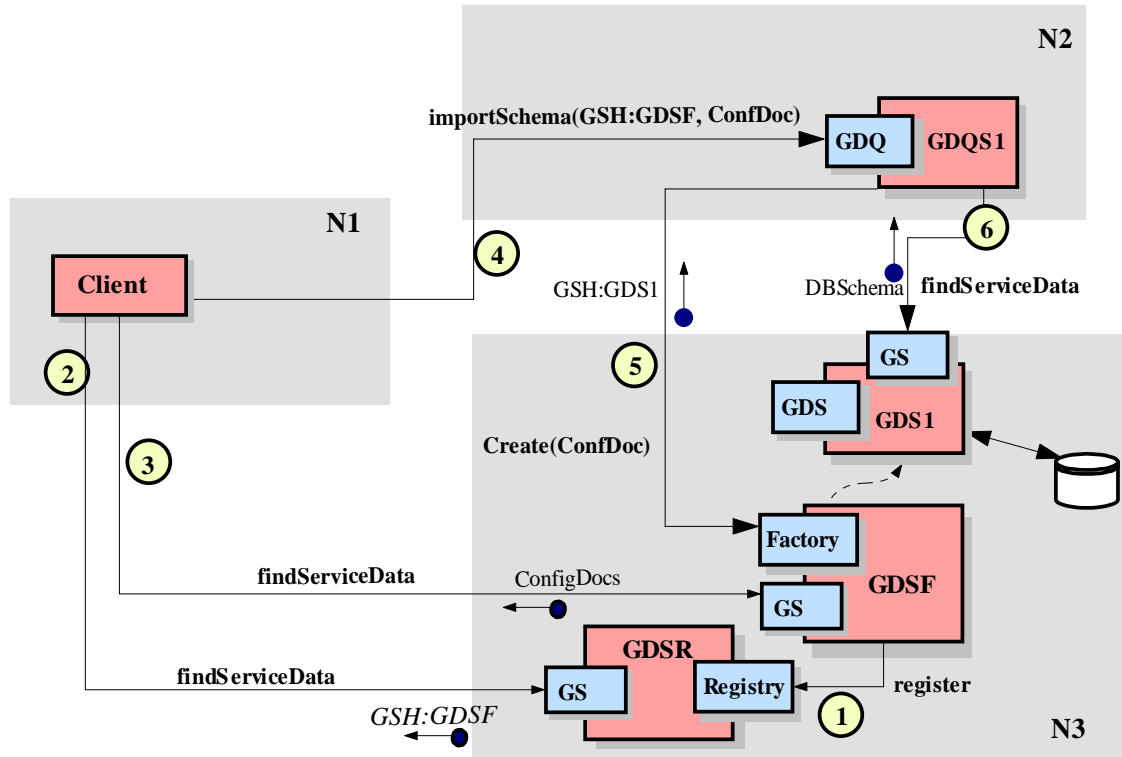 N2
importSchema(GSH:GDSF, ConfDoc)
GDQ
GDQS1
N1
6
4
Client
GSH:GDS1
DBSchema
findServiceData
GS
2
5
GDS
GDS1
Create(ConfDoc)
3
Factory
findServiceData
ConfigDocs
GDSF
GS
GDSR
findServiceData
GS
Registry
register
GSH:GDSF
1
N3